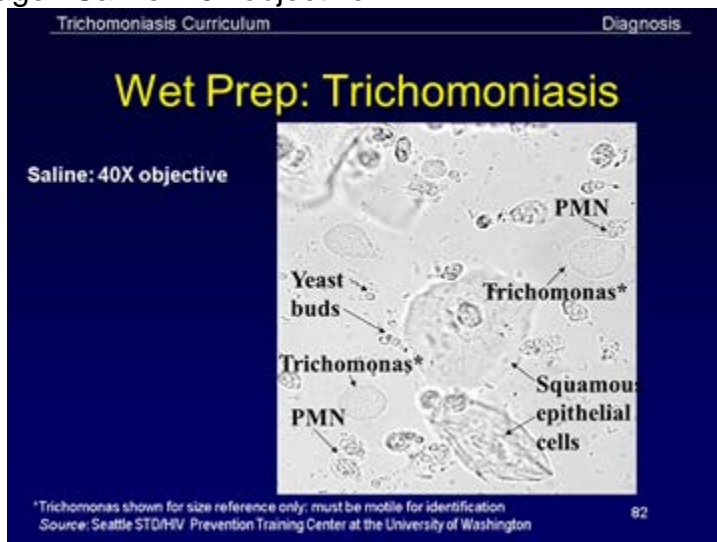 Trichomoniasis Curriculum
Diagnosis
Wet Prep: Trichomoniasis
Saline: 40X objective
PMN
Yeast
buds
Trichomonas*
Trichomonas*
Squamous
epithelial
cells
PMN
*Trichomonas shown for size reference only: must be motile for identification
Source: Seattle STD/HIV Prevention Training Center at the University of Washington
82